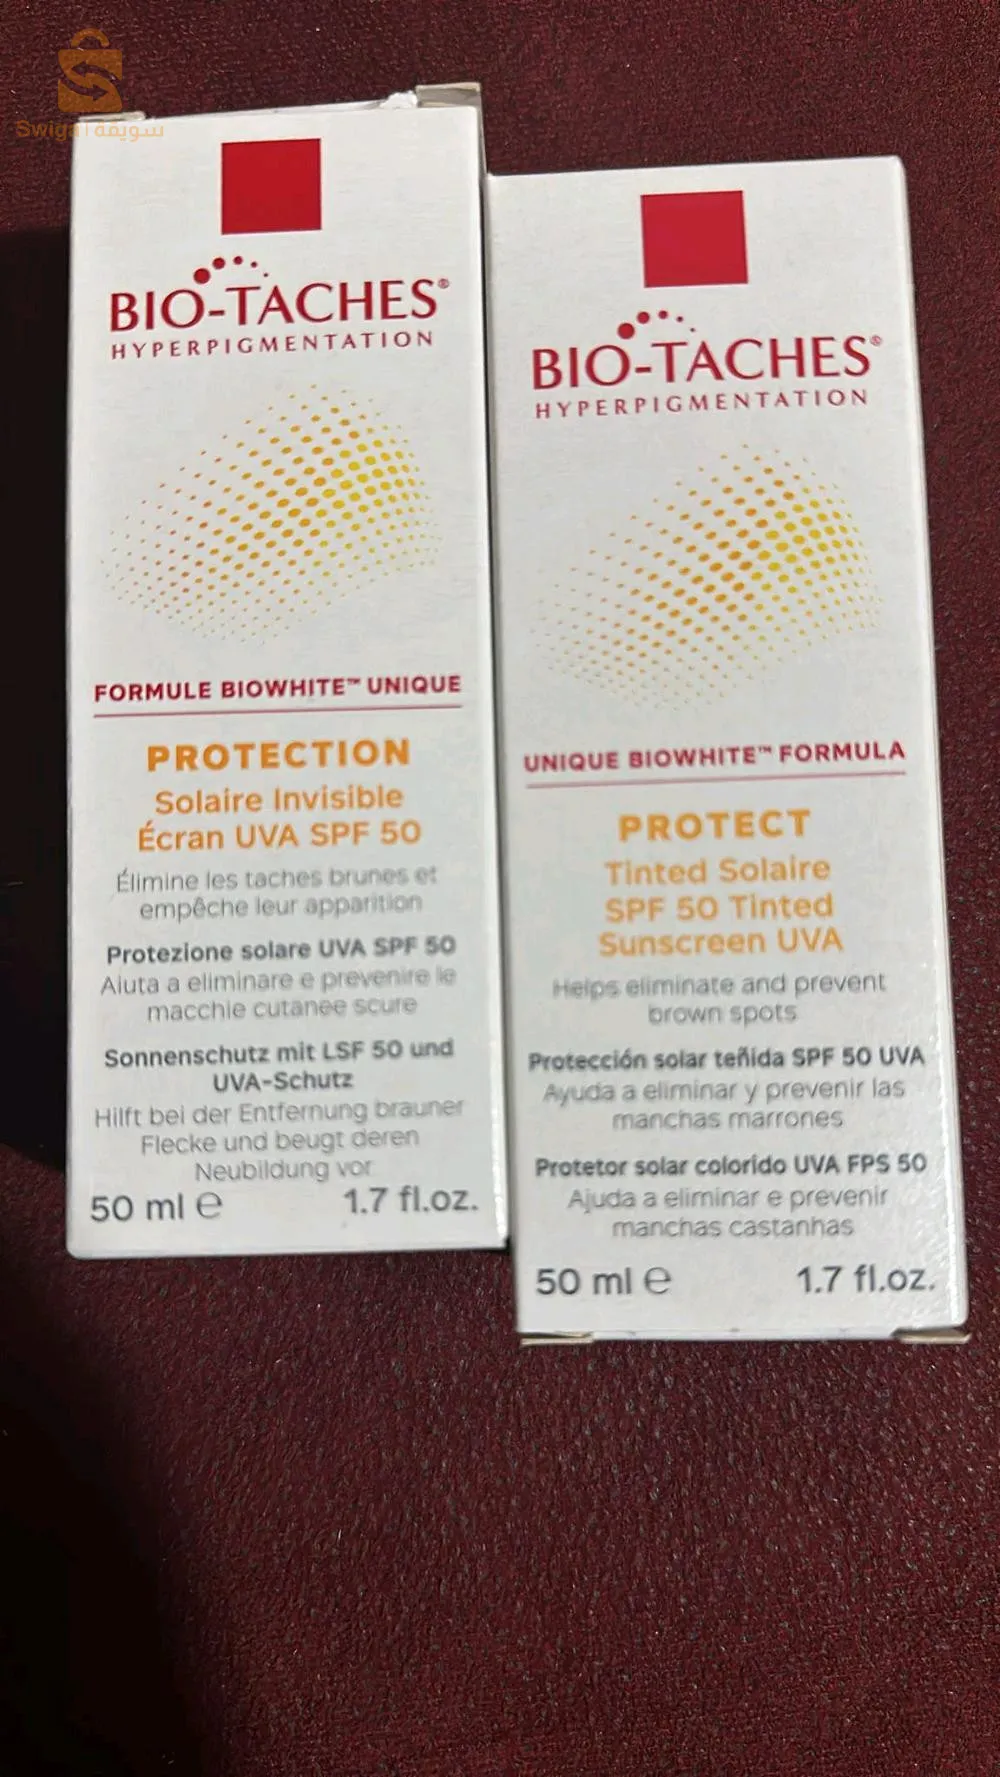 Swiga | سويقة
BIO-TACHES®
HYPERPIGMENTATION
FORMULE BIOWHITE™ UNIQUE
PROTECTION
Solaire Invisible
Écran UVA SPF 50
Élimine les taches brunes et
empêche leur apparition
Protezione solare UVA SPF 50
Aiuta a eliminare e prevenire le
macchie cutanee scure
Sonnenschutz mit LSF 50 und
UVA-Schutz
Hilft bei der Entfernung brauner
Flecke und beugt deren
Neubildung vor
50 ml ℮ 1.7 fl.oz.
BIO-TACHES®
HYPERPIGMENTATION
UNIQUE BIOWHITE™ FORMULA
PROTECT
Tinted Solaire
SPF 50 Tinted
Sunscreen UVA
Helps eliminate and prevent
brown spots
Protección solar teñida SPF 50 UVA
Ayuda a eliminar y prevenir las
manchas marrones
Protetor solar colorido UVA FPS 50
Ajuda a eliminar e prevenir
manchas castanhas
50 ml ℮ 1.7 fl.oz.